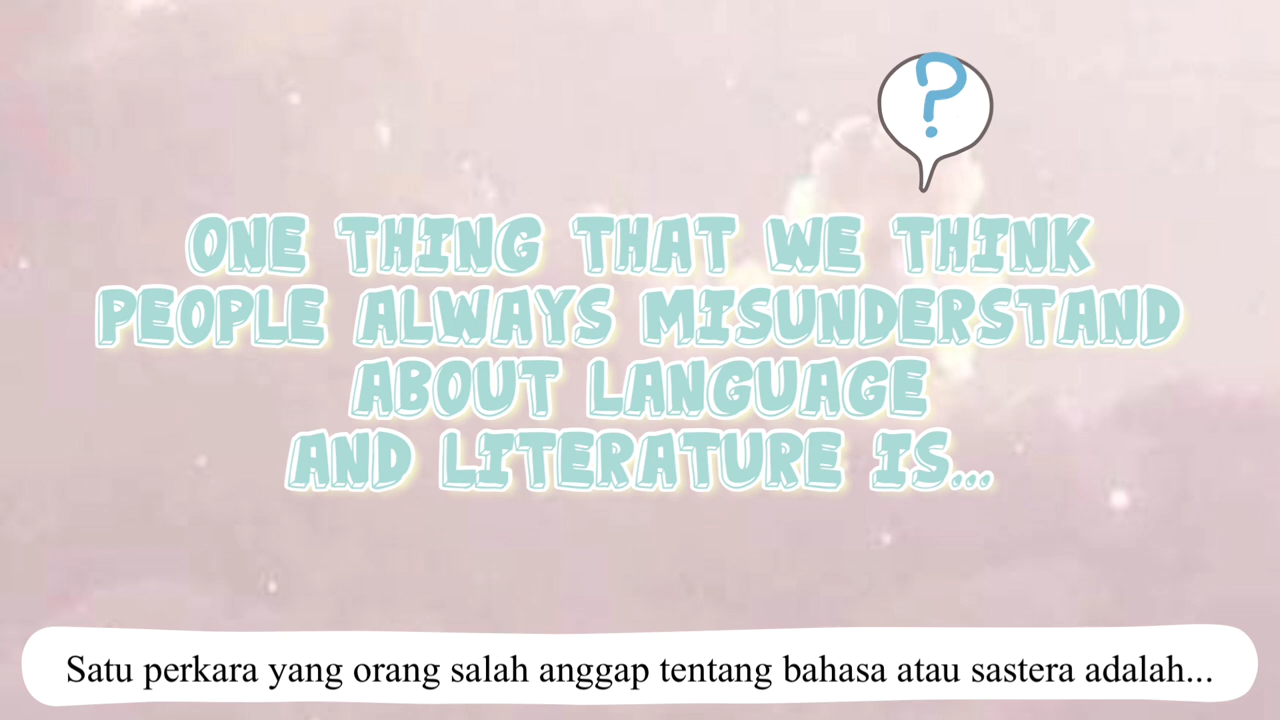 ?
ONE THING THAT WE THINK
PEOPLE ALWAYS MISUNDERSTAND
ABOUT LANGUAGE
AND LITERATURE IS...
Satu perkara yang orang salah anggap tentang bahasa atau sastera adalah...